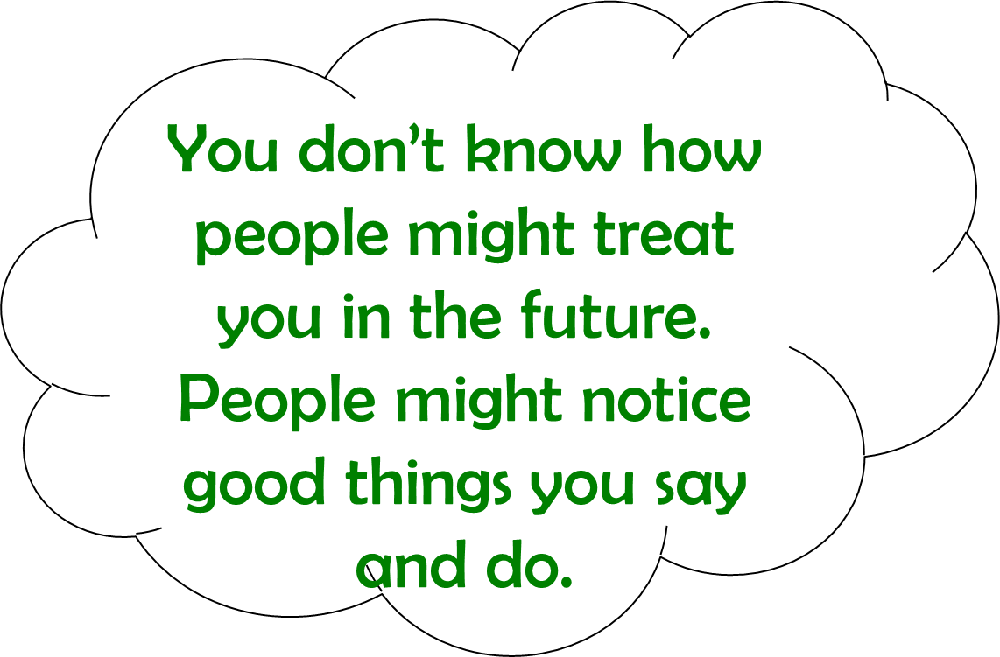 You don’t know how
people might treat
you in the future.
People might notice
good things you say
and do.